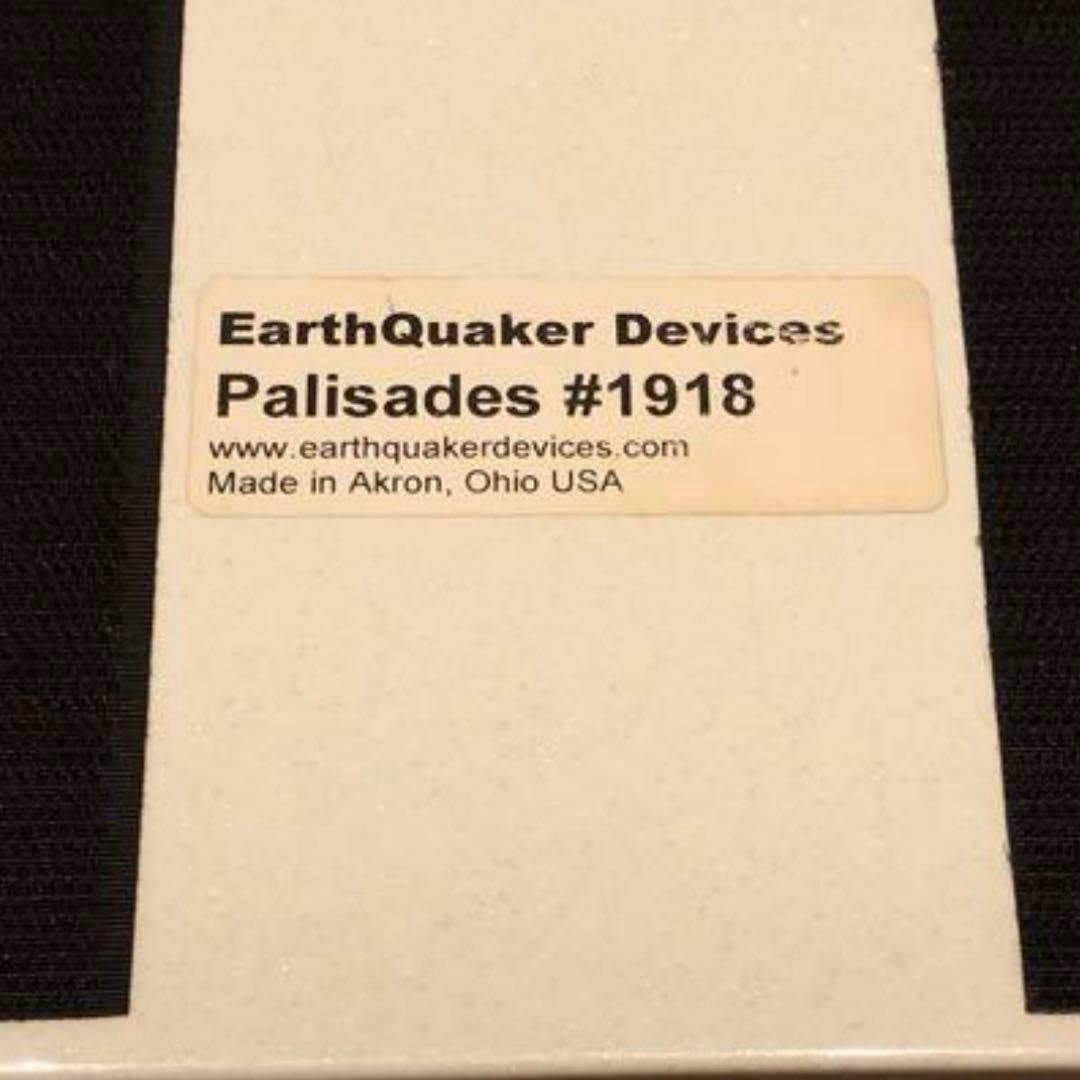 EarthQuaker Devices
Palisades #1918
www.earthquakerdevices.com
Made in Akron, Ohio USA